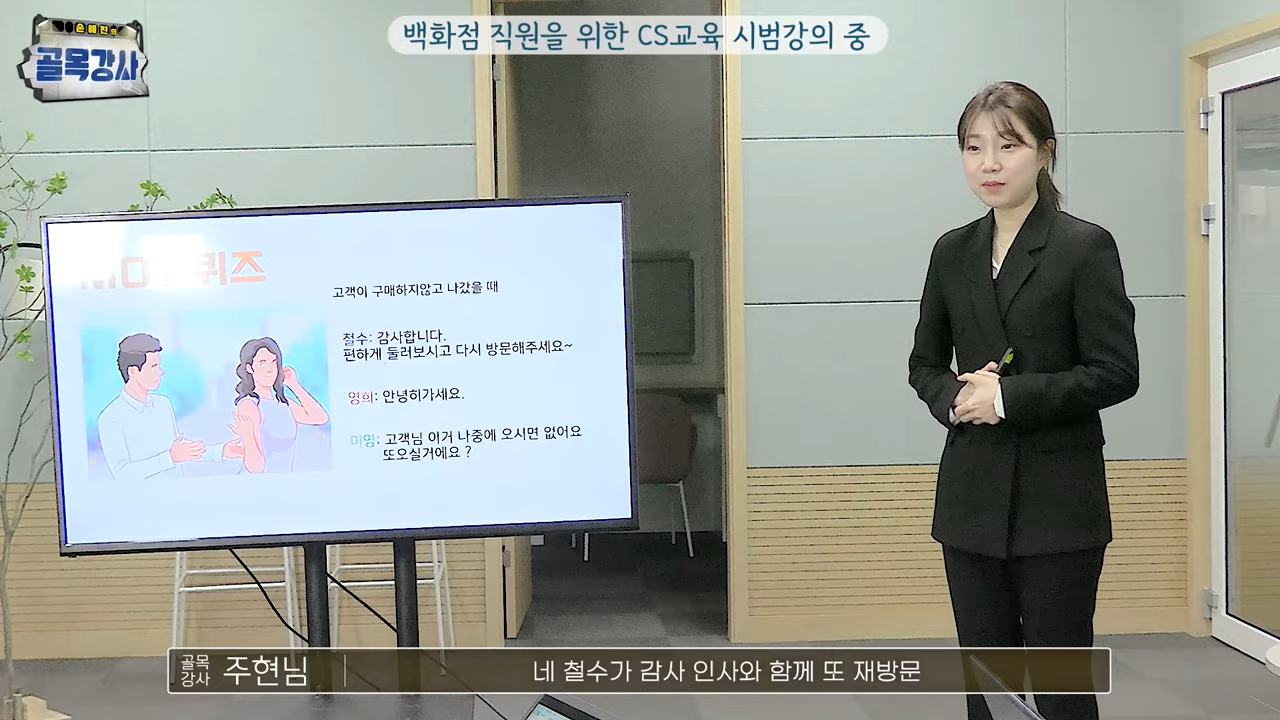 손예진의
골목강사
백화점 직원을 위한 CS교육 시범강의 중
MOT 퀴즈
고객이 구매하지않고 나갔을 때
철수: 감사합니다.
편하게 둘러보시고 다시 방문해주세요~
영희: 안녕히가세요.
미영: 고객님 이거 나중에 오시면 없어요
또오실거에요 ?
골목
강사
주현님
네 철수가 감사 인사와 함께 또 재방문